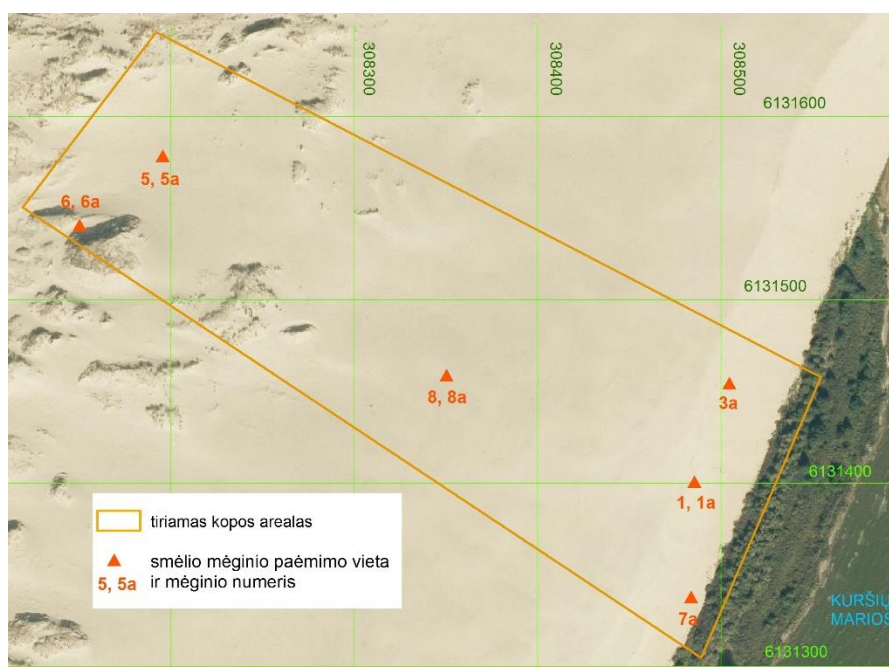 308300
308400
308500
6131600
5, 5a
6, 6a
6131500
8, 8a
3a
6131400
1, 1a
tiriamas kopos arealas
smėlio mėginio paėmimo vieta
ir mėginio numeris
5, 5a
7a
KURŠIŲ
MARIOS
6131300